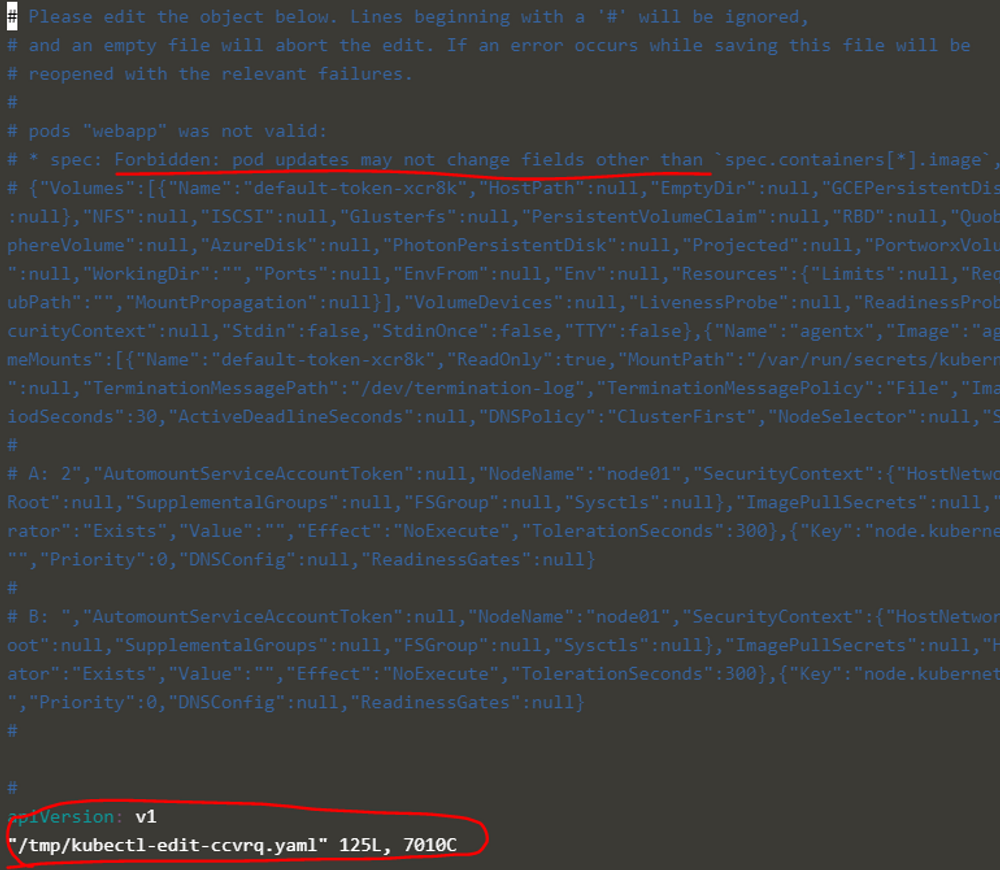 # Please edit the object below. Lines beginning with a '#' will be ignored,
# and an empty file will abort the edit. If an error occurs while saving this file will be
# reopened with the relevant failures.
#
# pods "webapp" was not valid:
# * spec: Forbidden: pod updates may not change fields other than `spec.containers[*].image`,
# {"Volumes":[{"Name":"default-token-xcr8k","HostPath":null,"EmptyDir":null,"GCEPersistentDis
:null},"NFS":null,"ISCSI":null,"Glusterfs":null,"PersistentVolumeClaim":null,"RBD":null,"Quob
phereVolume":null,"AzureDisk":null,"PhotonPersistentDisk":null,"Projected":null,"PortworxVolu
":null,"WorkingDir":"","Ports":null,"EnvFrom":null,"Env":null,"Resources":{"Limits":null,"Req
ubPath":"","MountPropagation":null}],"VolumeDevices":null,"LivenessProbe":null,"ReadinessProb
curityContext":null,"Stdin":false,"StdinOnce":false,"TTY":false},{"Name":"agentx","Image":"ag
meMounts":[{"Name":"default-token-xcr8k","ReadOnly":true,"MountPath":"/var/run/secrets/kubern
":null,"TerminationMessagePath":"/dev/termination-log","TerminationMessagePolicy":"File","Ima
iodSeconds":30,"ActiveDeadlineSeconds":null,"DNSPolicy":"ClusterFirst","NodeSelector":null,"S
#
# A: 2","AutomountServiceAccountToken":null,"NodeName":"node01","SecurityContext":{"HostNetwo
Root":null,"SupplementalGroups":null,"FSGroup":null,"Sysctls":null},"ImagePullSecrets":null,"
rator":"Exists","Value":"","Effect":"NoExecute","TolerationSeconds":300},{"Key":"node.kuberne
"","Priority":0,"DNSConfig":null,"ReadinessGates":null}
#
# B: ","AutomountServiceAccountToken":null,"NodeName":"node01","SecurityContext":{"HostNetwor
oot":null,"SupplementalGroups":null,"FSGroup":null,"Sysctls":null},"ImagePullSecrets":null,"H
ator":"Exists","Value":"","Effect":"NoExecute","TolerationSeconds":300},{"Key":"node.kubernet
","Priority":0,"DNSConfig":null,"ReadinessGates":null}
#
#
apiVersion: v1
"/tmp/kubectl-edit-ccvrq.yaml" 125L, 7010C